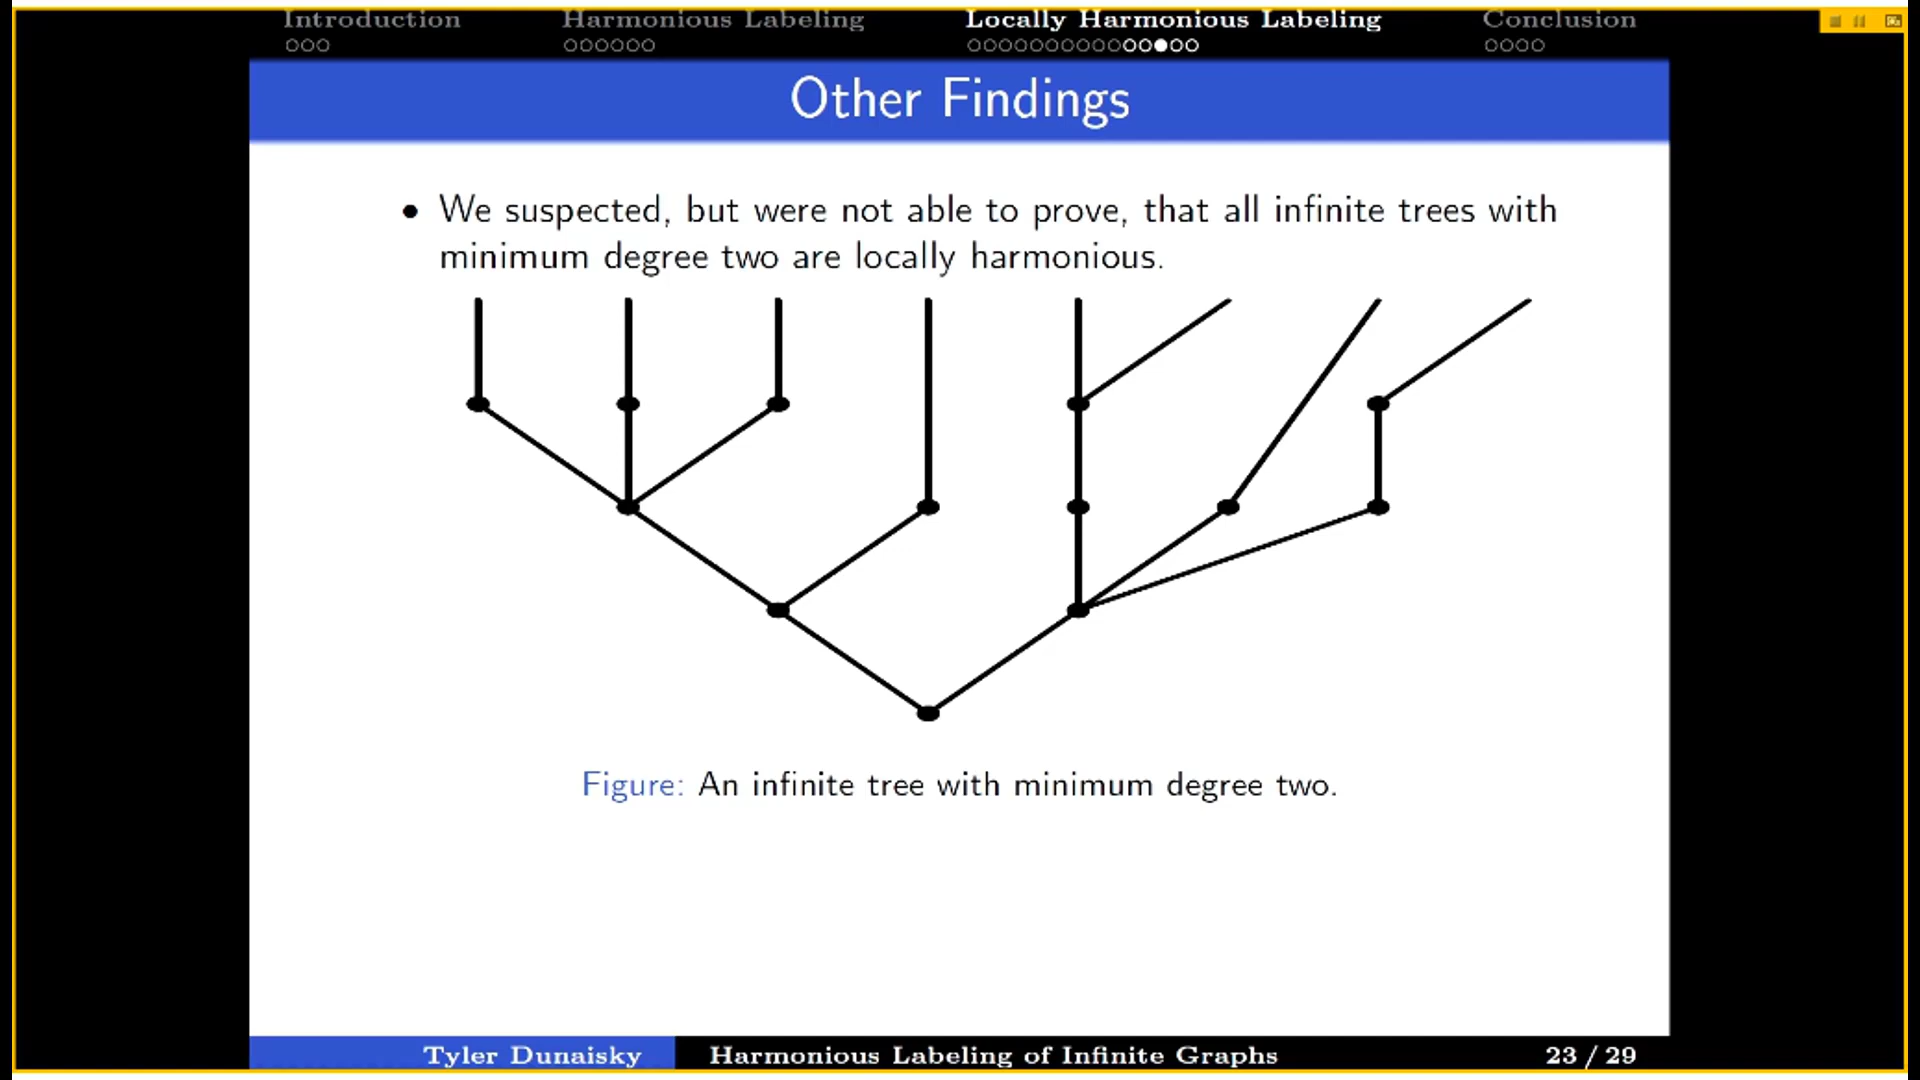 Introduction Harmonious Labeling Locally Harmonious Labeling Conclusion
Other Findings
• We suspected, but were not able to prove, that all infinite trees with
minimum degree two are locally harmonious.
Figure: An infinite tree with minimum degree two.
Tyler Dunaisky Harmonious Labeling of Infinite Graphs 23 / 29